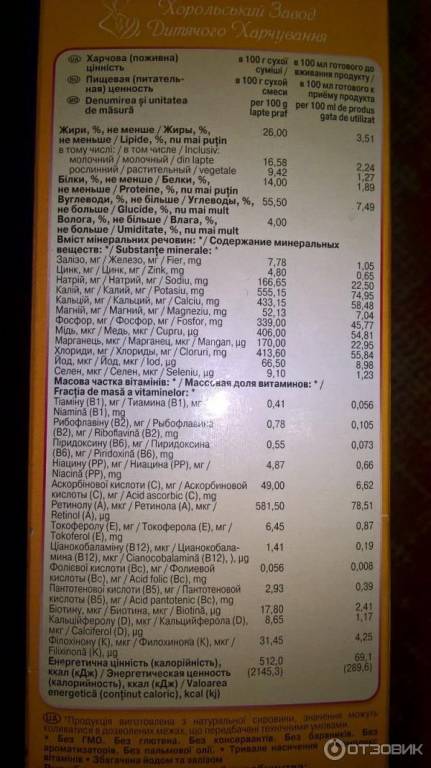 Хорольський Завод
Дитячого Харчування
UA Харчова (поживна) цінність
Пищевая (питательная) ценность
Denumirea și unitatea de măsură
в 100 г сухої суміші /
в 100 г сухой смеси
per 100 g lapte praf
в 100 мл готового до вживання продукту /
в 100 мл готового к приёму продукта
per 100 ml de produs gata de utilizat
Жири, %, не менше / Жиры, %, 26,00 3,51
не меньше / Lipide, %, nu mai puțin
в тому числі: / в том числе / Inclusiv:
молочний / молочный / din lapte 16,58 2,24
рослинний / растительный / vegetale 9,42 1,27
Білки, %, не менше / Белки, %, 14,00 1,89
не меньше / Proteine, %, nu mai puțin
Вуглеводи, %, не більше / Углеводы, %, 55,50 7,49
не больше / Glucide, %, nu mai mult
Волога, %, не більше / Влага, %, 4,00
не больше / Umiditate, %, nu mai mult
Вміст мінеральних речовин: */ Содержание минеральных
веществ: */ Substanțe minerale: *
Залізо, мг / Железо, мг / Fier, mg 7,78 1,05
Цинк, мг / Цинк, мг / Zink, mg 4,80 0,65
Натрій, мг / Натрий, мг / Sodiu, mg 166,65 22,50
Калій, мг / Калий, мг / Potasiu, mg 555,15 74,95
Кальцій, мг / Кальций, мг / Calciu, mg 433,15 58,48
Магній, мг / Магний, мг / Magneziu, mg 52,13 7,04
Фосфор, мг / Фосфор, мг / Fosfor, mg 339,00 45,77
Мідь, мкг / Медь, мкг / Cupru, µg 406,00 54,81
Марганець, мкг / Марганец, мкг / Mangan, µg 170,00 22,95
Хлориди, мг / Хлориды, мг / Cloruri, mg 413,60 55,84
Йод, мкг / Йод, мкг / Iod, µg 66,50 8,98
Селен, мкг / Селен, мкг / Seleniu, µg 9,10 1,23
Масова частка вітамінів: * / Массовая доля витаминов: * /
Fracția de masă a vitaminelor: *
Тіаміну (В1), мг / Тиамина (В1), мг / 0,41 0,056
Niamină (B1), mg
Рибофлавіну (В2), мг / Рыбофлавина 0,78 0,105
(В2), мг / Riboflavină (B2), mg
Піридоксину (В6), мг / Пиридоксина 0,55 0,073
(В6), мг / Piridoxină (B6), mg
Ніацину (РР), мг / Ниацина (РР), мг / 4,87 0,66
Niacină (PP), mg
Аскорбінової кислоти (С), мг / Аскорбиновой 49,00 6,62
кислоты (С), мг / Acid ascorbic (C), mg
Ретинолу (А), мкг / Ретинола (А), мкг / 581,50 78,51
Retinol (A), µg
Токоферолу (Е), мг / Токоферола (Е), мг / 6,45 0,87
Tokoferol (E), mg
Ціанокобаламіну (В12), мкг / Цианокобала- 1,41 0,19
мина (В12), мкг / Cianocobalamină (B12), ), µg
Фолієвої кислоти (Вс), мг / Фолиевой 0,056 0,008
кислоты (Вс), мг / Acid folic (Bc), mg
Пантотенової кислоти (В5), мг / Пантотеновой 2,93 0,39
кислоты (В5), мг / Acid pantotenic (Bc), mg
Біотину, мкг / Биотина, мкг / Biotină, µg 17,80 2,41
Кальциферолу (D), мкг / Кальциферола (D), 8,65 1,17
мкг / Calciferol (D), µg
Філохінону (К), мкг / Филохинона (К), мкг / 31,45 4,25
Filixinonă (K), µg
Енергетична цінність (калорійність), 512,0 69,1
ккал (кДж) / Энергетическая ценность (2145,3) (289,6)
(калорийность), ккал (кДж) / Valoarea
energetică (conținut caloric), kcal (kj)
UA *Продукція виготовлена з натуральної сировини, значення можуть
коливатися в дозволених межах, що передбачені технічними умовами.
• Без ГМО. Без глютена. Без консервантів. Без барвників. Без
ароматизаторів. Без пальмової олії. • Тривале насичення
вітамінів • Збагачена йодом та залізом
ОТЗОВИК